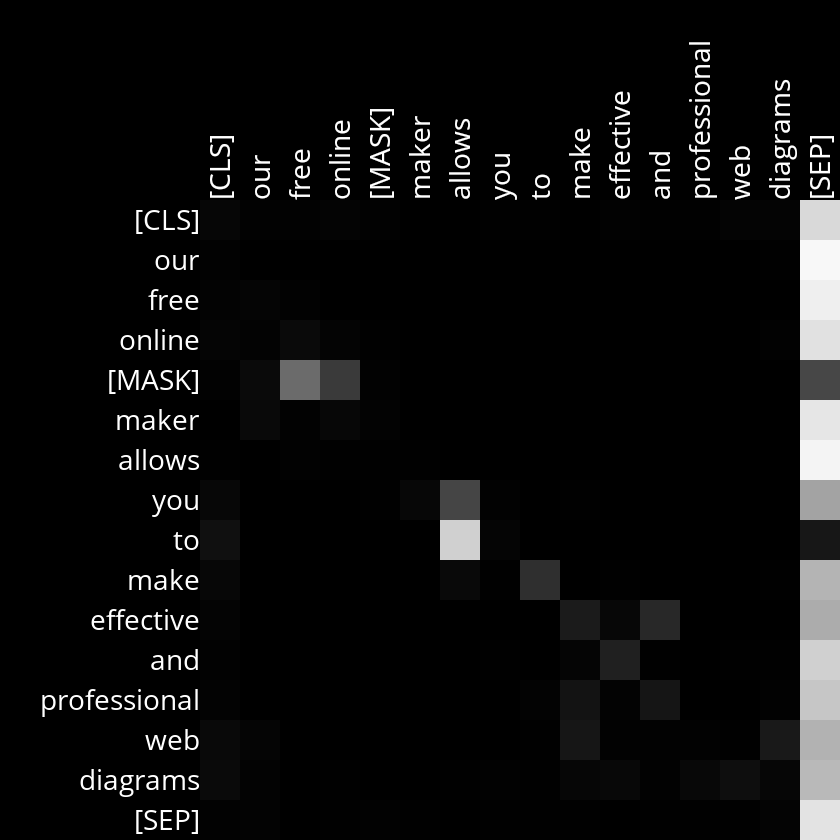 [CLS]
our
free
online
[MASK]
maker
allows
you
to
make
effective
and
professional
web
diagrams
[SEP]
[CLS]
our
free
online
[MASK]
maker
allows
you
to
make
effective
and
professional
web
diagrams
[SEP]